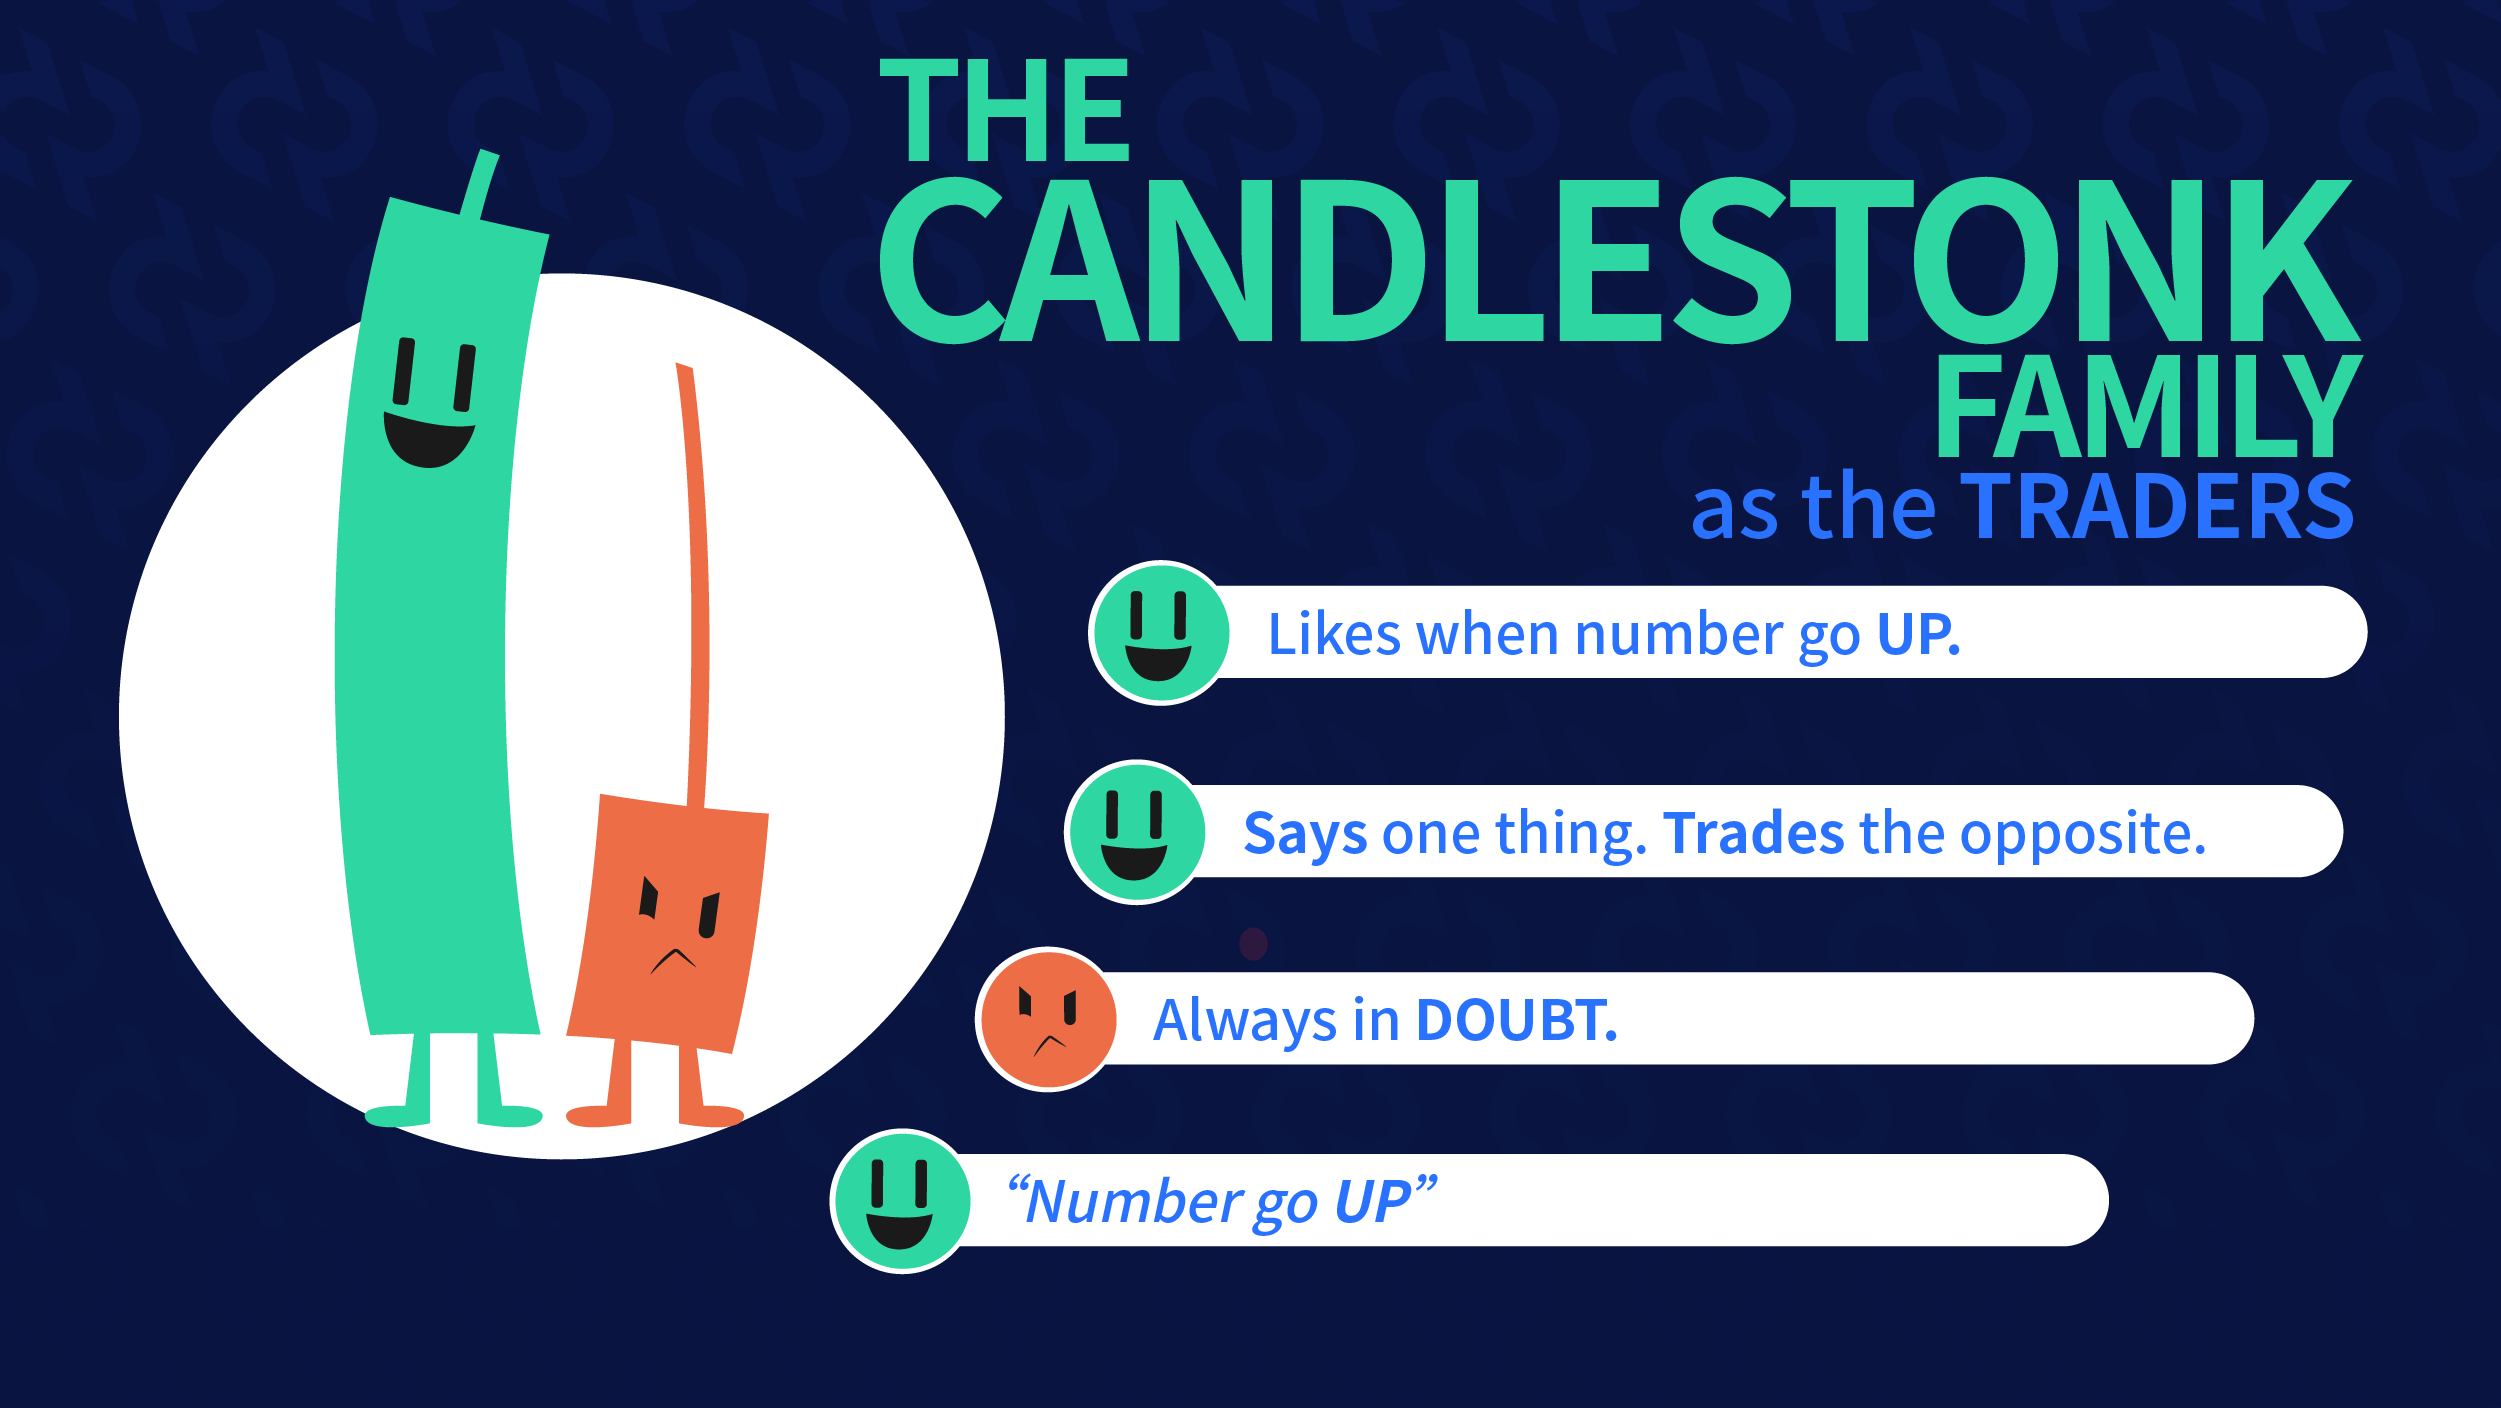 THE
CANDLESTONK
FAMILY
as the TRADERS
Likes when number go UP.
Says one thing. Trades the opposite.
Always in DOUBT.
“Number go UP”